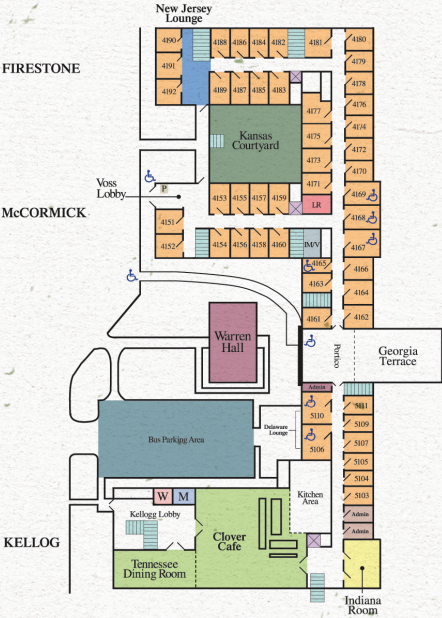 New Jersey
Lounge
4190
4188
4186
4184
4182
4181
4180
4191
4179
FIRESTONE
4192
4189
4187
4185
4183
4178
4177
4176
4175
4174
Kansas
Courtyard
4173
4172
4171
4170
P
Voss
Lobby
4153
4155
4157
4159
LR
4169
McCORMICK
4151
4168
4152
4154
4156
4158
4160
IM/V
4167
4165
4166
4163
4164
4161
4162
Warren
Hall
Portico
Georgia
Terrace
Admin
5110
5111
Delaware
Lounge
5109
Bus Parking Area
5106
5107
5105
5104
W
M
Kitchen
Area
5103
Kellogg Lobby
Admin
KELLOG
Clover
Cafe
Admin
Tennessee
Dining Room
Indiana
Room